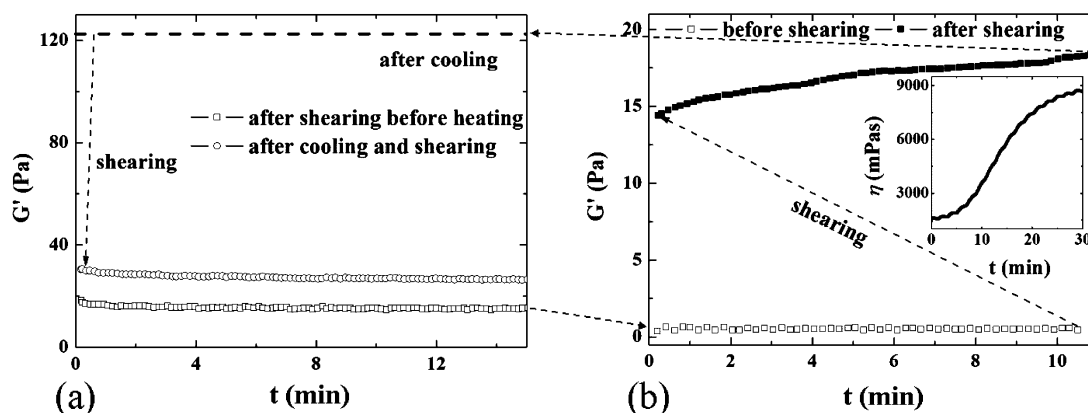 120
80
40
0
G' (Pa)
after cooling
after shearing before heating
after cooling and shearing
shearing
0 4 8 12
t (min)
(a)
20
15
10
5
0
G' (Pa)
before shearing after shearing
shearing
9000
6000
3000
η (mPas)
0 10 20 30
t (min)
0 2 4 6 8 10
t (min)
(b)